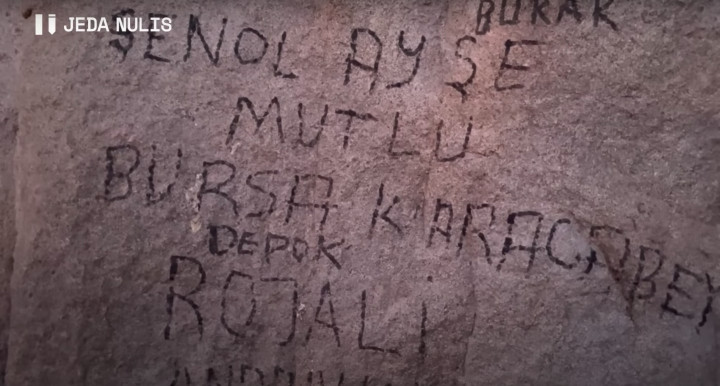 JEDA NULIS
BURAK
ŞENOL AYŞE
MUTLU
BURSA KARACABEY
DEPOK
ROJALİ